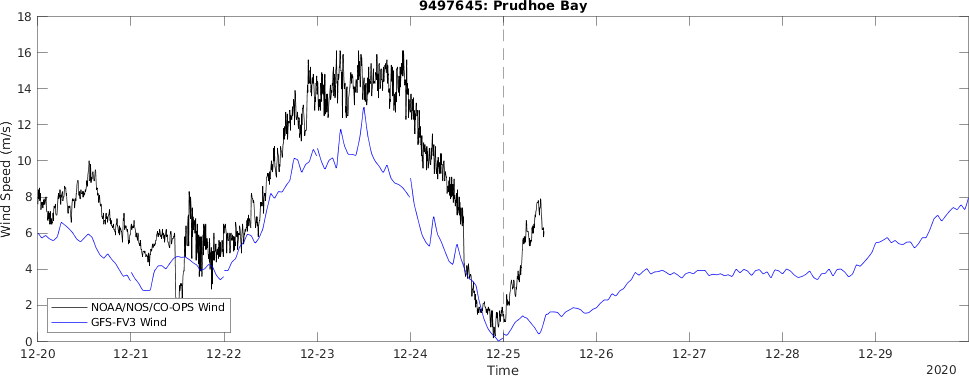 9497645: Prudhoe Bay
18
16
14
12
10
8
6
4
2
0
Wind Speed (m/s)
NOAA/NOS/CO-OPS Wind
GFS-FV3 Wind
12-20 12-21 12-22 12-23 12-24 12-25 12-26 12-27 12-28 12-29
Time
2020